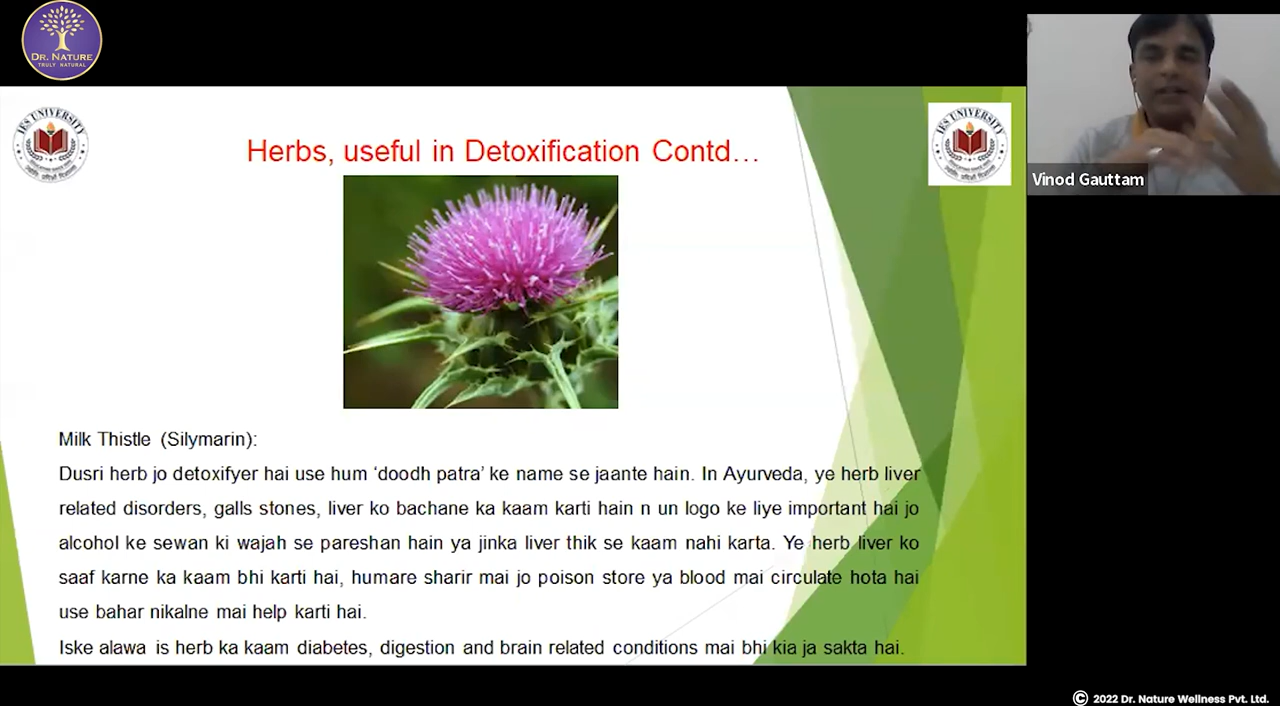 DR. NATURE
TRULY NATURAL
IES UNIVERSITY
IES UNIVERSITY
Herbs, useful in Detoxification Contd…
Vinod Gauttam
Milk Thistle (Silymarin):
Dusri herb jo detoxifyer hai use hum ‘doodh patra’ ke name se jaante hain. In Ayurveda, ye herb liver
related disorders, galls stones, liver ko bachane ka kaam karti hain n un logo ke liye important hai jo
alcohol ke sewan ki wajah se pareshan hain ya jinka liver thik se kaam nahi karta. Ye herb liver ko
saaf karne ka kaam bhi karti hai, humare sharir mai jo poison store ya blood mai circulate hota hai
use bahar nikalne mai help karti hai.
Iske alawa is herb ka kaam diabetes, digestion and brain related conditions mai bhi kia ja sakta hai.
© 2022 Dr. Nature Wellness Pvt. Ltd.